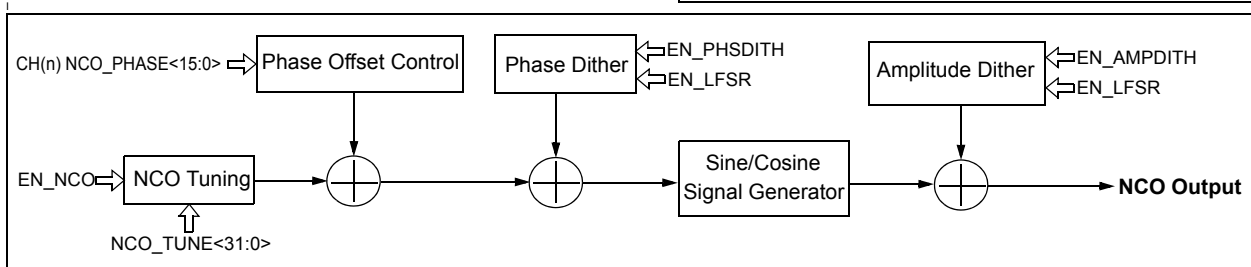 CH(n) NCO_PHASE<15:0>
Phase Offset Control
Phase Dither
EN_PHSDITH
EN_LFSR
Amplitude Dither
EN_AMPDITH
EN_LFSR
EN_NCO
NCO Tuning
NCO_TUNE<31:0>
Sine/Cosine
Signal Generator
NCO Output